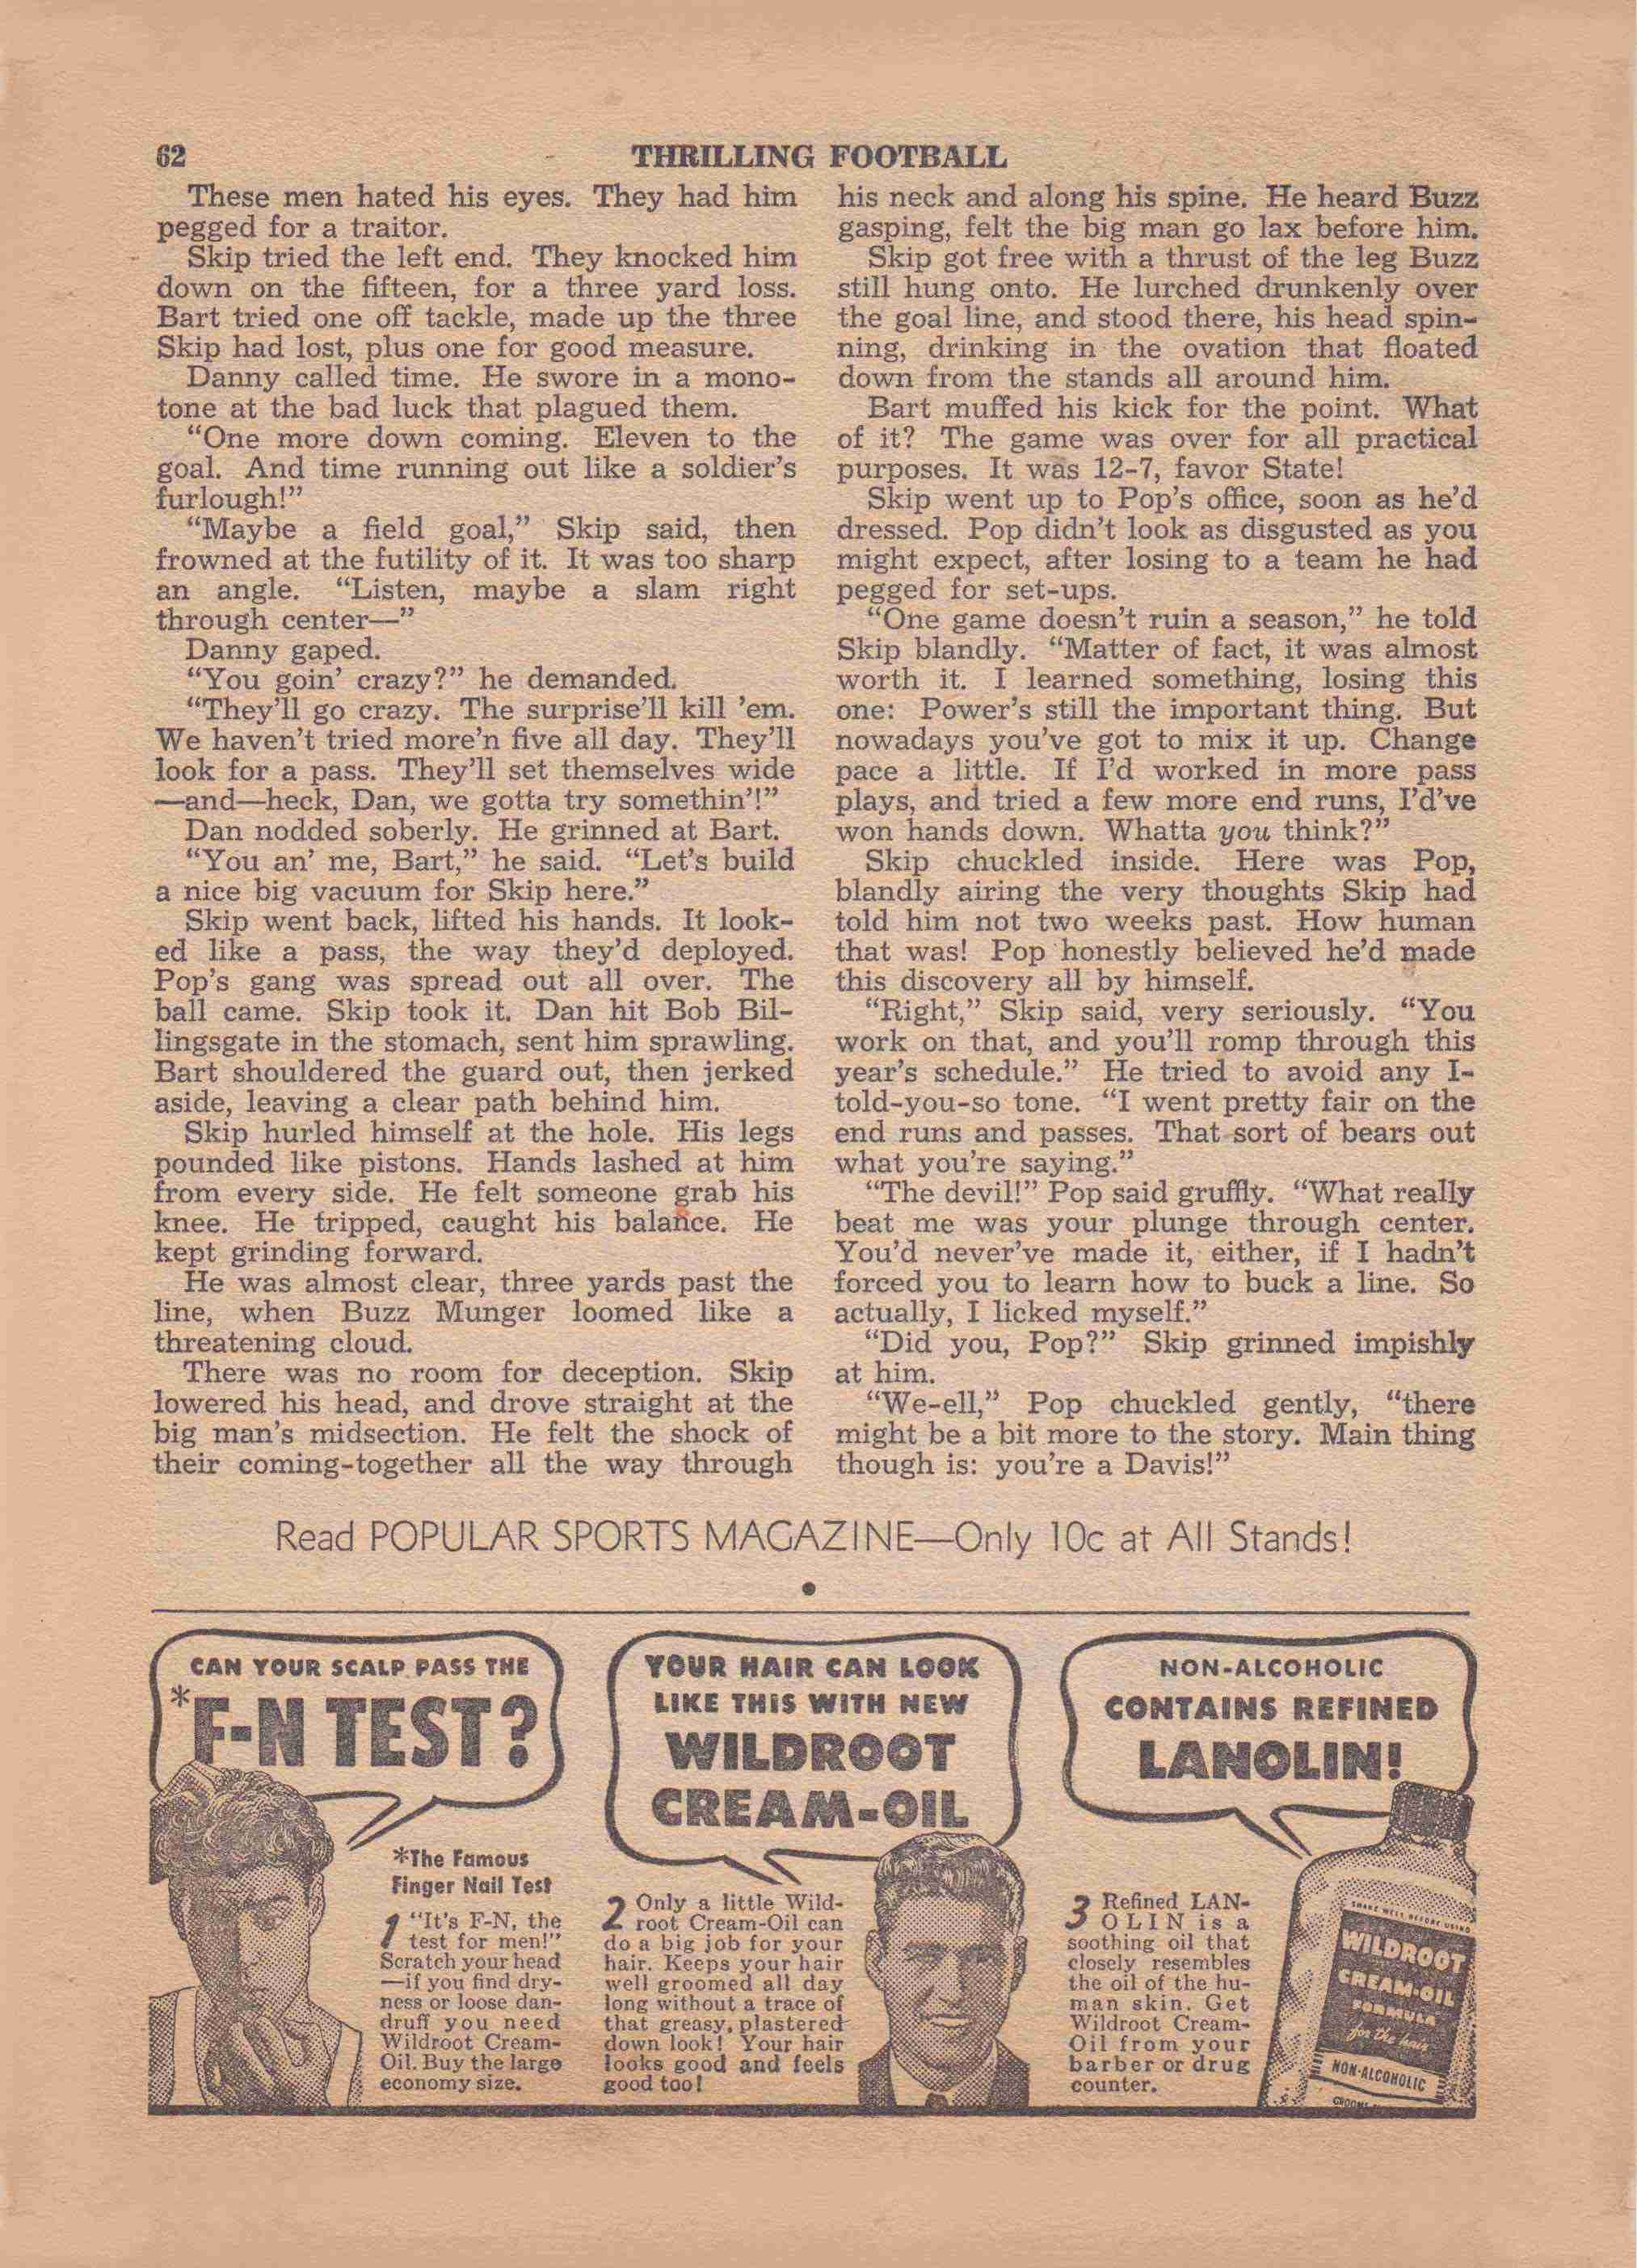 62
THRILLING FOOTBALL
These men hated his eyes. They had him
pegged for a traitor.
Skip tried the left end. They knocked him
down on the fifteen, for a three yard loss.
Bart tried one off tackle, made up the three
Skip had lost, plus one for good measure.
Danny called time. He swore in a mono-
tone at the bad luck that plagued them.
“One more down coming. Eleven to the
goal. And time running out like a soldier’s
furlough!”
“Maybe a field goal,” Skip said, then
frowned at the futility of it. It was too sharp
an angle. “Listen, maybe a slam right
through center—”
Danny gaped.
“You goin’ crazy?” he demanded.
“They’ll go crazy. The surprise’ll kill ’em.
We haven’t tried more’n five all day. They’ll
look for a pass. They’ll set themselves wide
—and—heck, Dan, we gotta try somethin’!”
Dan nodded soberly. He grinned at Bart.
“You an’ me, Bart,” he said. “Let’s build
a nice big vacuum for Skip here.”
Skip went back, lifted his hands. It look-
ed like a pass, the way they’d deployed.
Pop’s gang was spread out all over. The
ball came. Skip took it. Dan hit Bob Bil-
lingsgate in the stomach, sent him sprawling.
Bart shouldered the guard out, then jerked
aside, leaving a clear path behind him.
Skip hurled himself at the hole. His legs
pounded like pistons. Hands lashed at him
from every side. He felt someone grab his
knee. He tripped, caught his balance. He
kept grinding forward.
He was almost clear, three yards past the
line, when Buzz Munger loomed like a
threatening cloud.
There was no room for deception. Skip
lowered his head, and drove straight at the
big man’s midsection. He felt the shock of
their coming-together all the way through
his neck and along his spine. He heard Buzz
gasping, felt the big man go lax before him.
Skip got free with a thrust of the leg Buzz
still hung onto. He lurched drunkenly over
the goal line, and stood there, his head spin-
ning, drinking in the ovation that floated
down from the stands all around him.
Bart muffed his kick for the point. What
of it? The game was over for all practical
purposes. It was 12-7, favor State!
Skip went up to Pop’s office, soon as he’d
dressed. Pop didn’t look as disgusted as you
might expect, after losing to a team he had
pegged for set-ups.
“One game doesn’t ruin a season,” he told
Skip blandly. “Matter of fact, it was almost
worth it. I learned something, losing this
one: Power’s still the important thing. But
nowadays you’ve got to mix it up. Change
pace a little. If I’d worked in more pass
plays, and tried a few more end runs, I’d’ve
won hands down. Whatta you think?”
Skip chuckled inside. Here was Pop,
blandly airing the very thoughts Skip had
told him not two weeks past. How human
that was! Pop honestly believed he’d made
this discovery all by himself.
“Right,” Skip said, very seriously. “You
work on that, and you’ll romp through this
year’s schedule.” He tried to avoid any I-
told-you-so tone. “I went pretty fair on the
end runs and passes. That sort of bears out
what you’re saying.”
“The devil!” Pop said gruffly. “What really
beat me was your plunge through center.
You’d never’ve made it, either, if I hadn’t
forced you to learn how to buck a line. So
actually, I licked myself.”
“Did you, Pop?” Skip grinned impishly
at him.
“We-ell,” Pop chuckled gently, “there
might be a bit more to the story. Main thing
though is: you’re a Davis!”
Read POPULAR SPORTS MAGAZINE—Only 10c at All Stands!
CAN YOUR SCALP PASS THE
*F-N TEST?
*The Famous
Finger Nail Test
1 “It’s F-N, the
test for men!”
Scratch your head
—if you find dry-
ness or loose dan-
druff you need
Wildroot Cream-
Oil. Buy the large
economy size.
YOUR HAIR CAN LOOK
LIKE THIS WITH NEW
WILDROOT
CREAM-OIL
2 Only a little Wild-
root Cream-Oil can
do a big job for your
hair. Keeps your hair
well groomed all day
long without a trace of
that greasy, plastered
down look! Your hair
looks good and feels
good too!
NON-ALCOHOLIC
CONTAINS REFINED
LANOLIN!
3 Refined LAN-
OLIN is a
soothing oil that
closely resembles
the oil of the hu-
man skin. Get
Wildroot Cream-
Oil from your
barber or drug
counter.
SHAKE WELL BEFORE USING
WILDROOT
CREAM-OIL
FORMULA
for the hair
NON-ALCOHOLIC